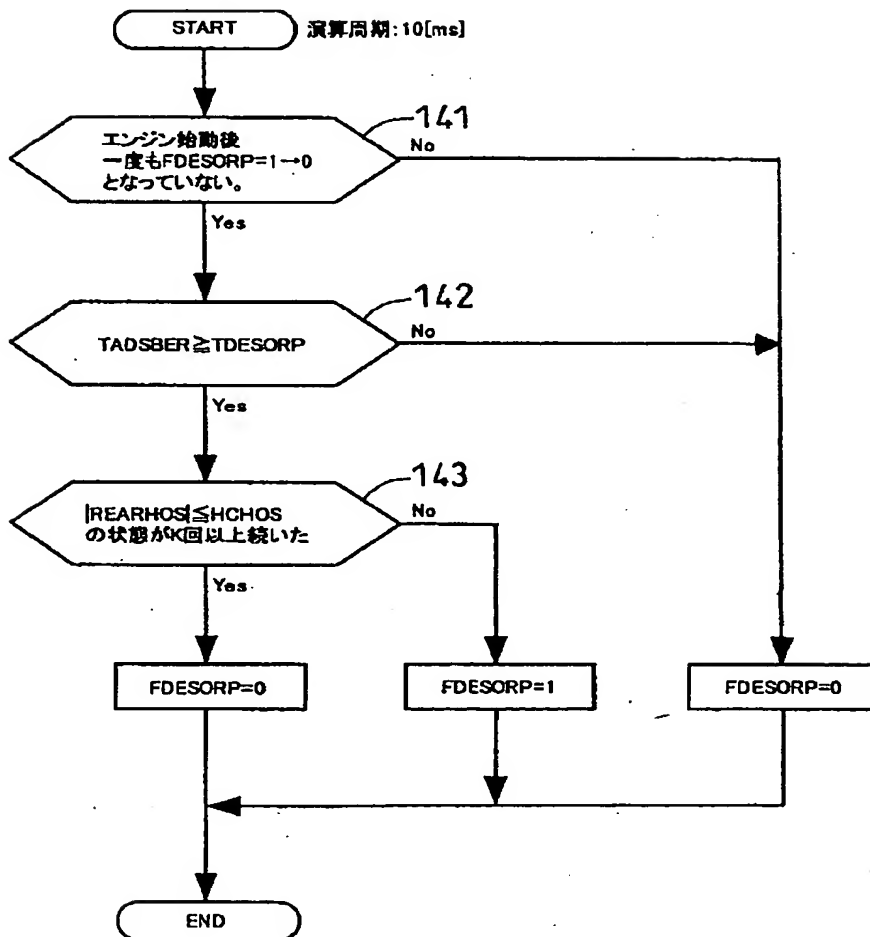 START
演算周期:10[ms]
141
エンジン始動後
一度もFDESORP=1→0
となっていない。
No
Yes
142
TADSBER≧TDESORP
No
Yes
143
|REARHOS|≦HCHOS
の状態がK回以上続いた
No
Yes
FDESORP=0
FDESORP=1
FDESORP=0
END